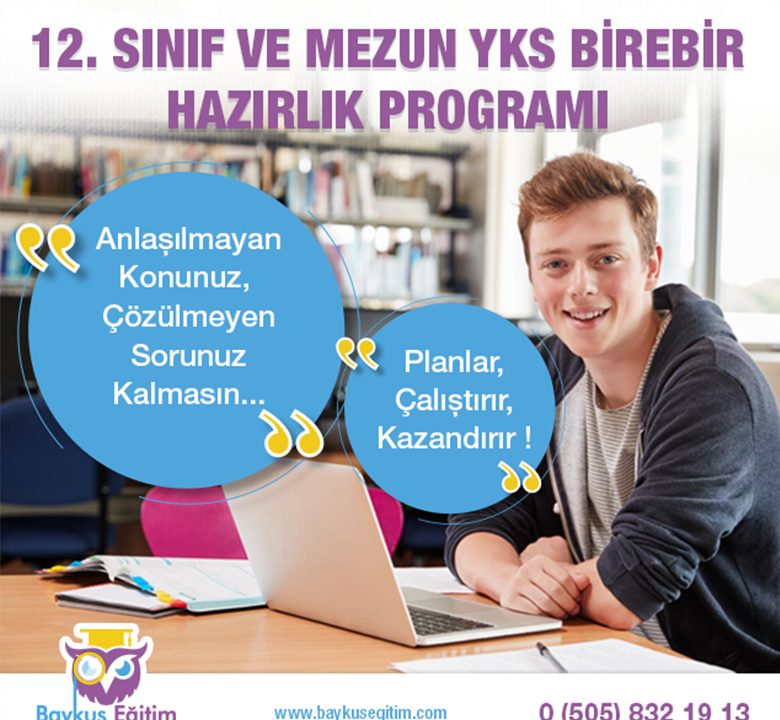 12. SINIF VE MEZUN YKS BİREBİR
HAZIRLIK PROGRAMI
Anlaşılmayan
Konunuz,
Çözülmeyen
Sorunuz
Kalmasın...
Planlar,
Çalıştırır,
Kazandırır !
Baykuş Eğitim
www.baykusegitim.com
0 (505) 832 19 13